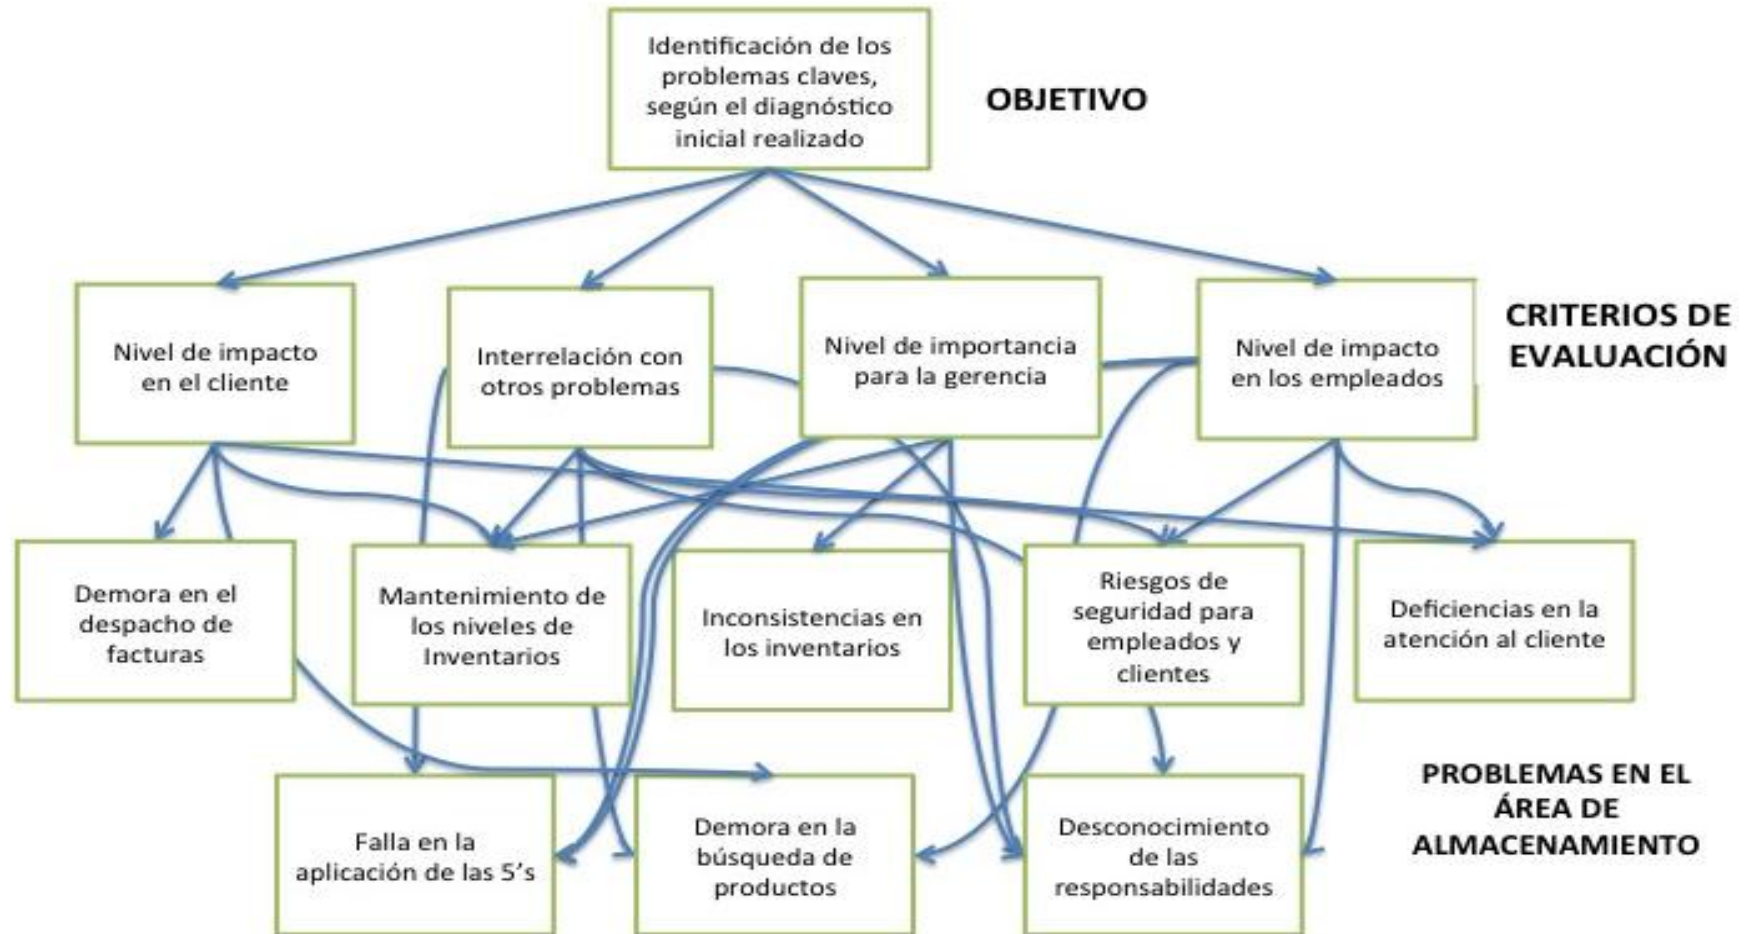 Identificación de los
problemas claves,
según el diagnóstico
inicial realizado
OBJETIVO
Nivel de impacto
en el cliente
Interrelación con
otros problemas
Nivel de importancia
para la gerencia
Nivel de impacto
en los empleados
CRITERIOS DE
EVALUACIÓN
Demora en el
despacho de
facturas
Mantenimiento de
los niveles de
Inventarios
Inconsistencias en
los inventarios
Riesgos de
seguridad para
empleados y
clientes
Deficiencias en la
atención al cliente
PROBLEMAS EN EL
ÁREA DE
ALMACENAMIENTO
Falla en la
aplicación de las 5’s
Demora en la
búsqueda de
productos
Desconocimiento
de las
responsabilidades